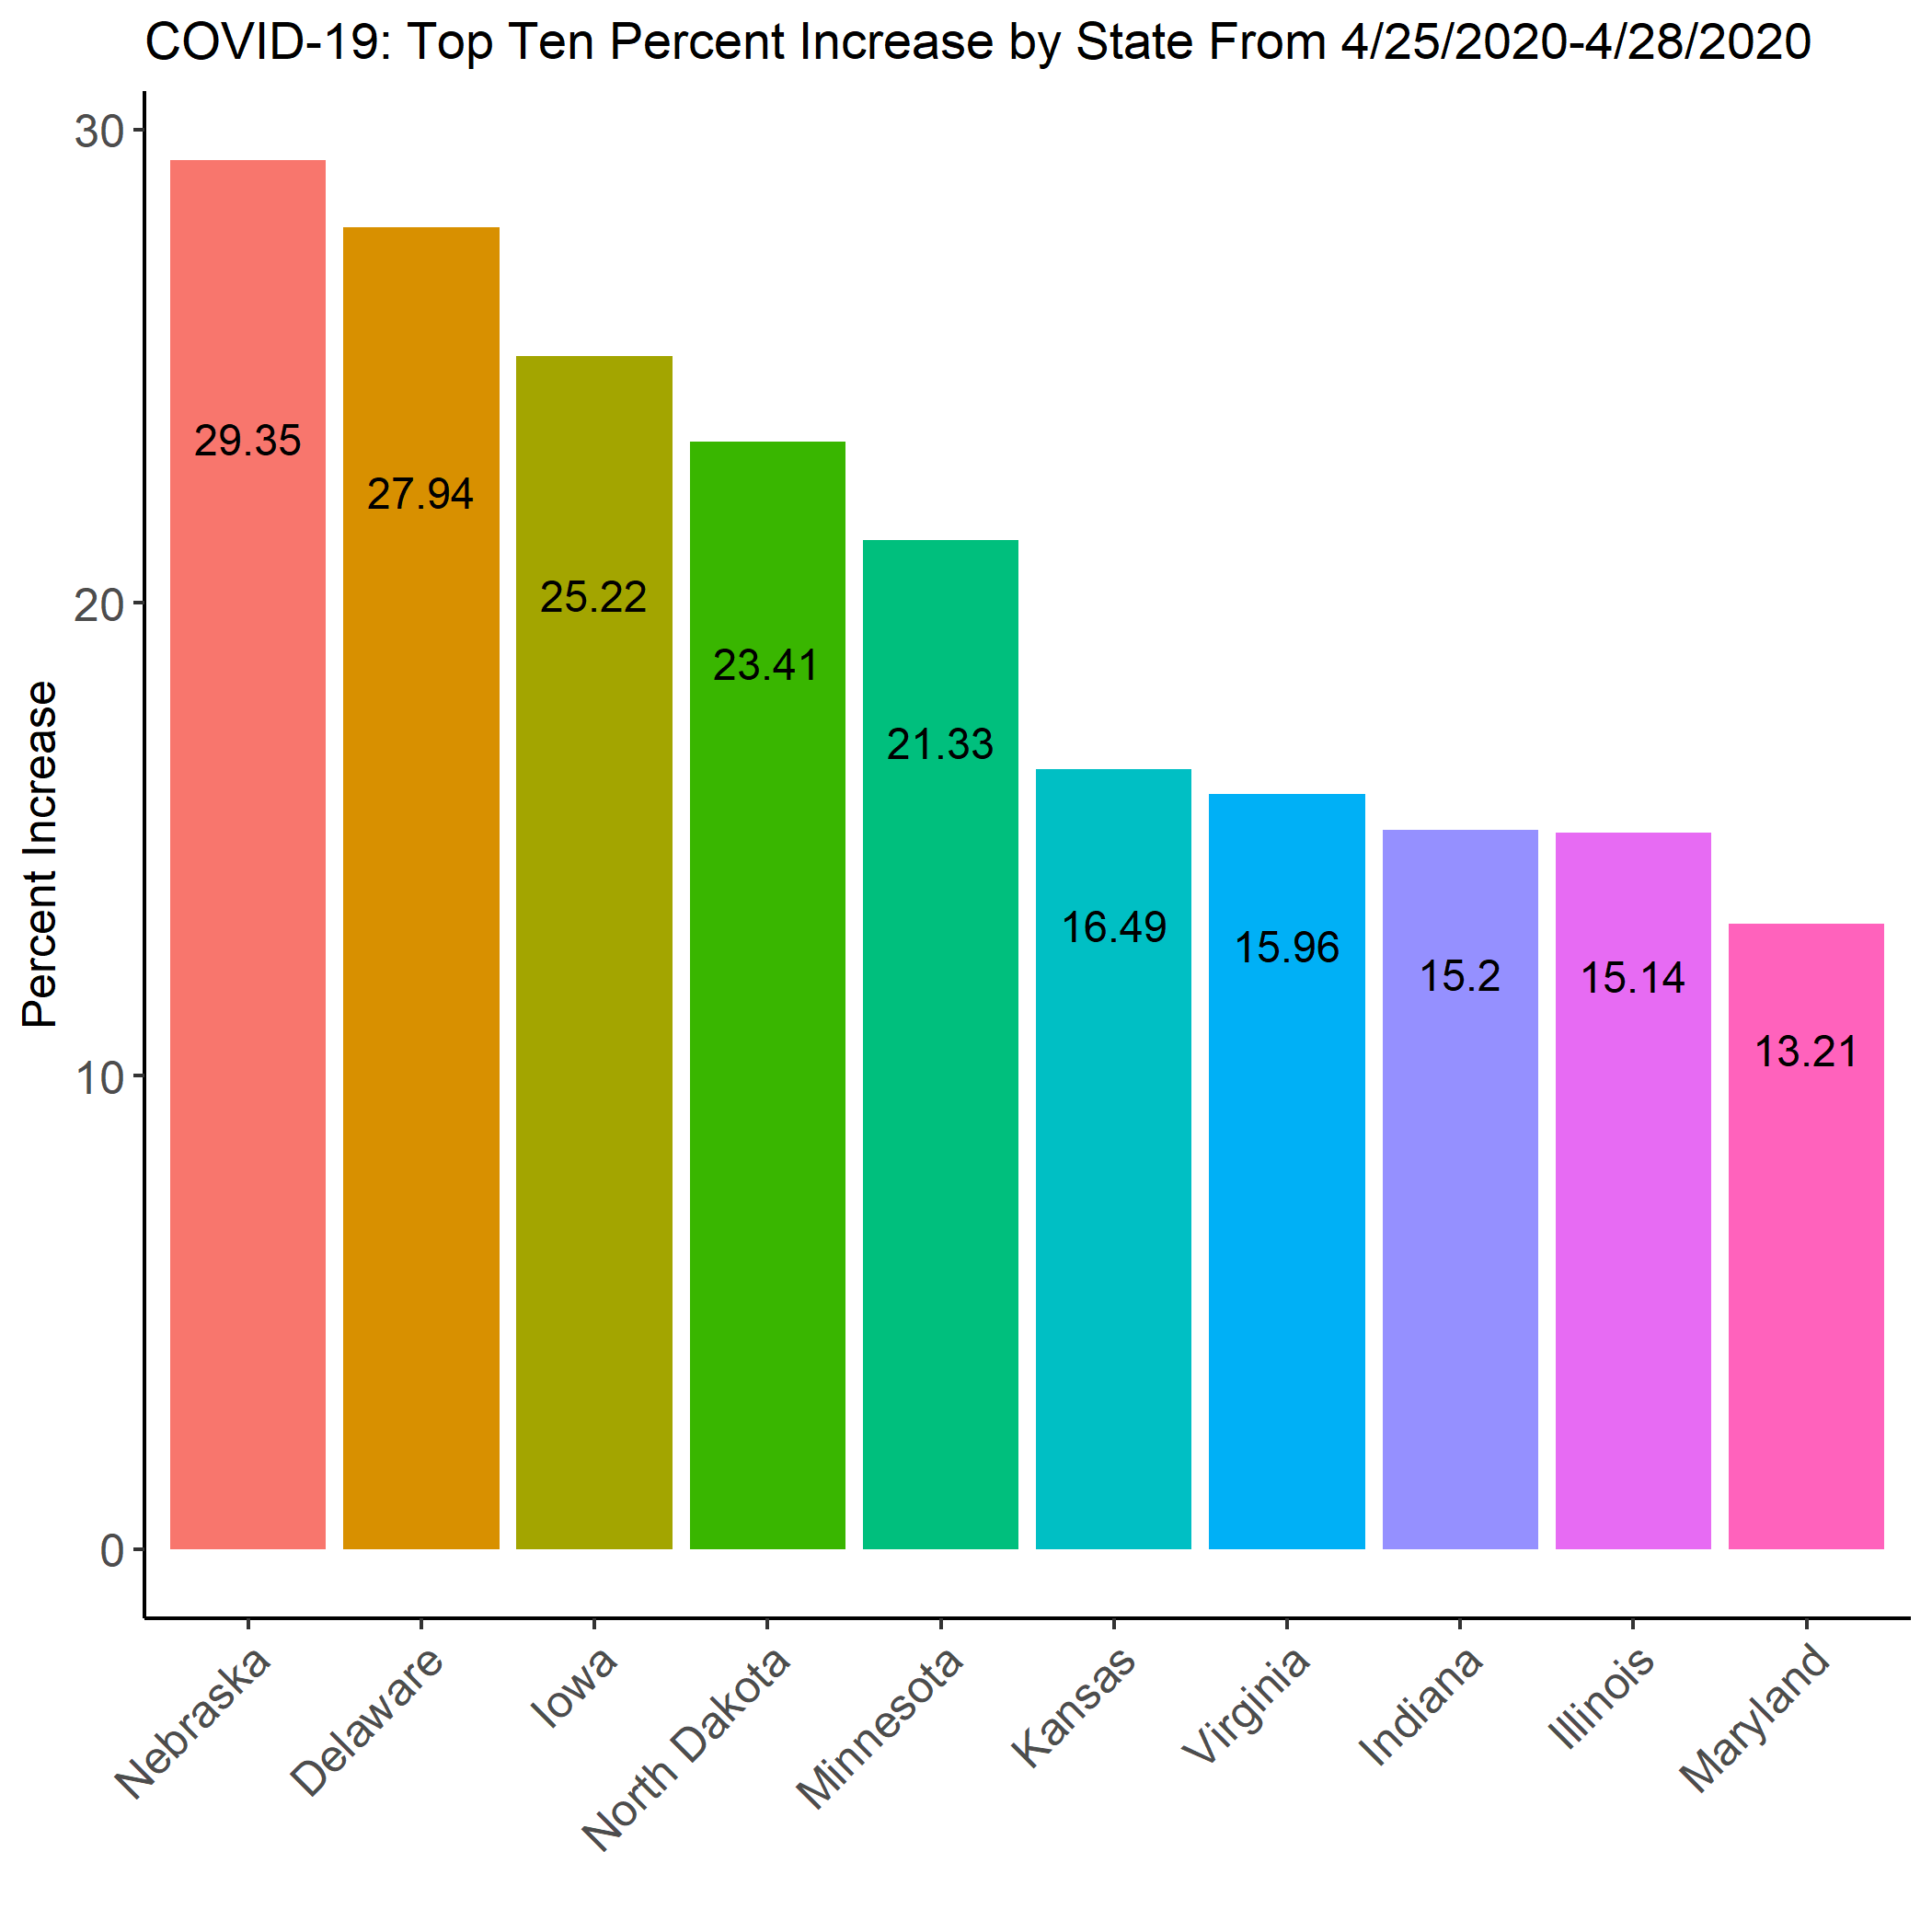 COVID-19: Top Ten Percent Increase by State From 4/25/2020-4/28/2020
Percent Increase
30
20
10
0
29.35
27.94
25.22
23.41
21.33
16.49
15.96
15.2
15.14
13.21
Nebraska
Delaware
Iowa
North Dakota
Minnesota
Kansas
Virginia
Indiana
Illinois
Maryland